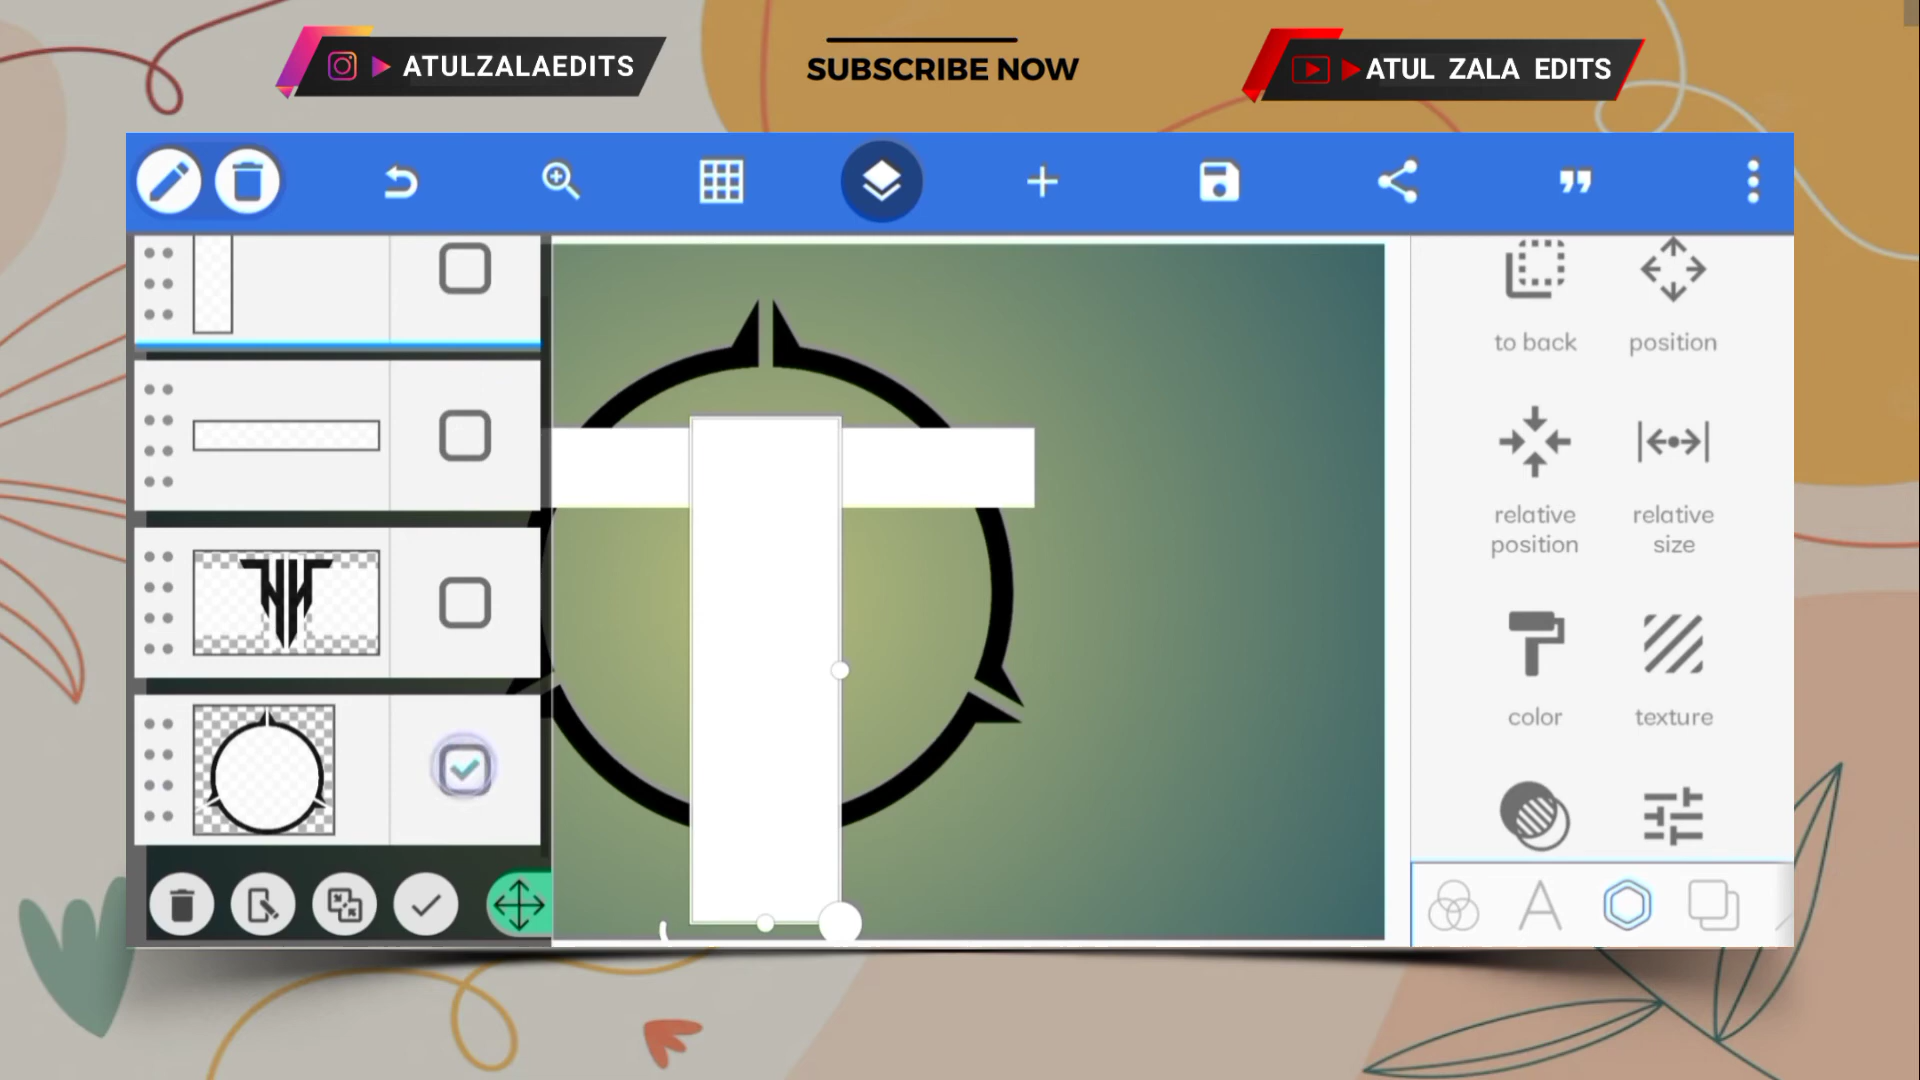 ATULZALAEDITS
SUBSCRIBE NOW
ATUL ZALA EDITS
to back
position
relative
position
relative
size
color
texture